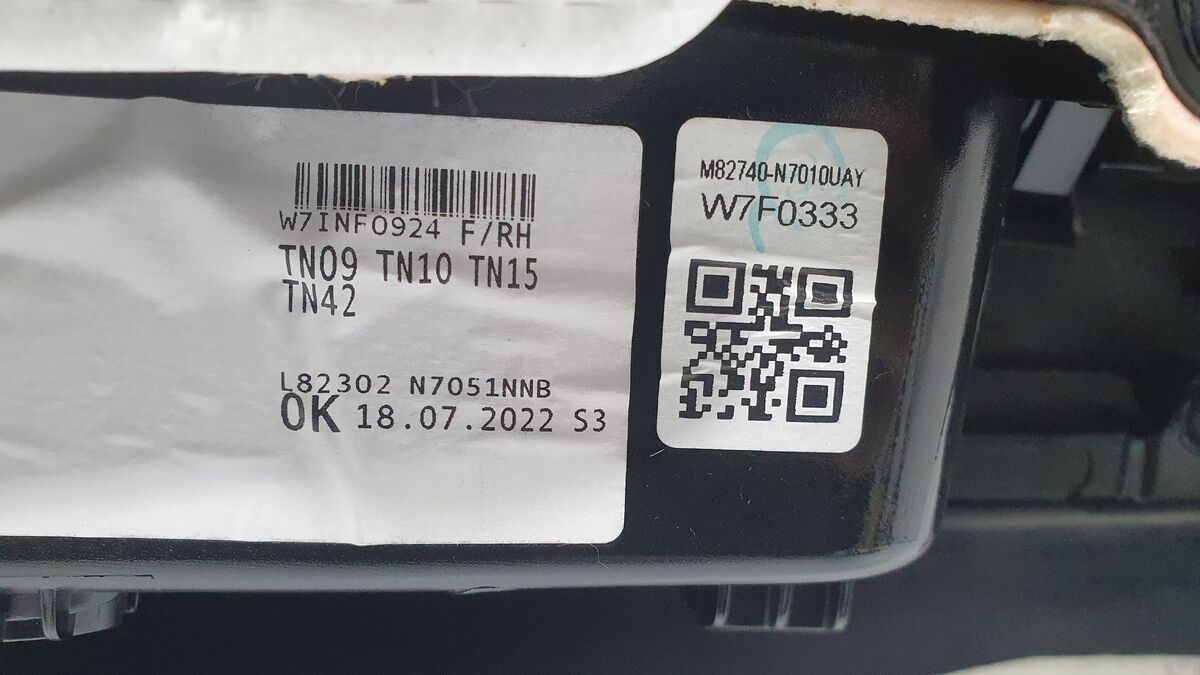 W7INF0924 F/RH
TN09 TN10 TN15
TN42
L82302 N7051NNB
OK 18.07.2022 S3
M82740-N7010UAY
W7F0333